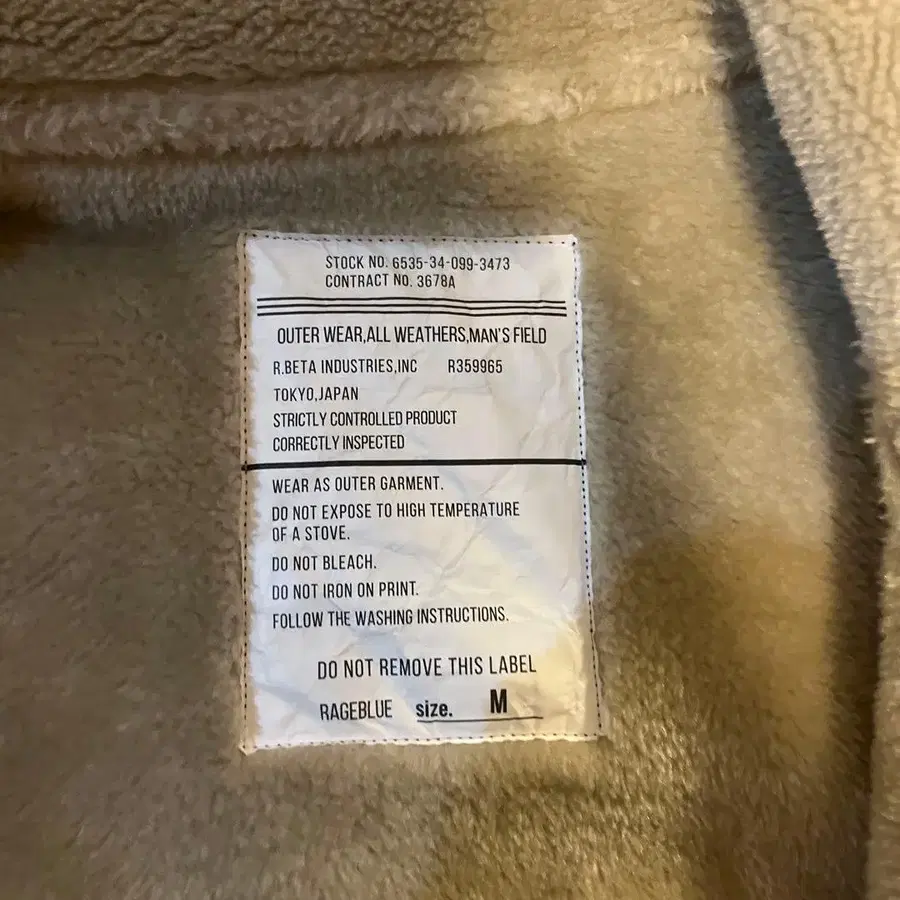 STOCK NO. 6535-34-099-3473
CONTRACT NO. 3678A
OUTER WEAR,ALL WEATHERS,MAN'S FIELD
R.BETA INDUSTRIES,INC R359965
TOKYO,JAPAN
STRICTLY CONTROLLED PRODUCT
CORRECTLY INSPECTED
WEAR AS OUTER GARMENT.
DO NOT EXPOSE TO HIGH TEMPERATURE
OF A STOVE.
DO NOT BLEACH.
DO NOT IRON ON PRINT.
FOLLOW THE WASHING INSTRUCTIONS.
DO NOT REMOVE THIS LABEL
RAGEBLUE size. M